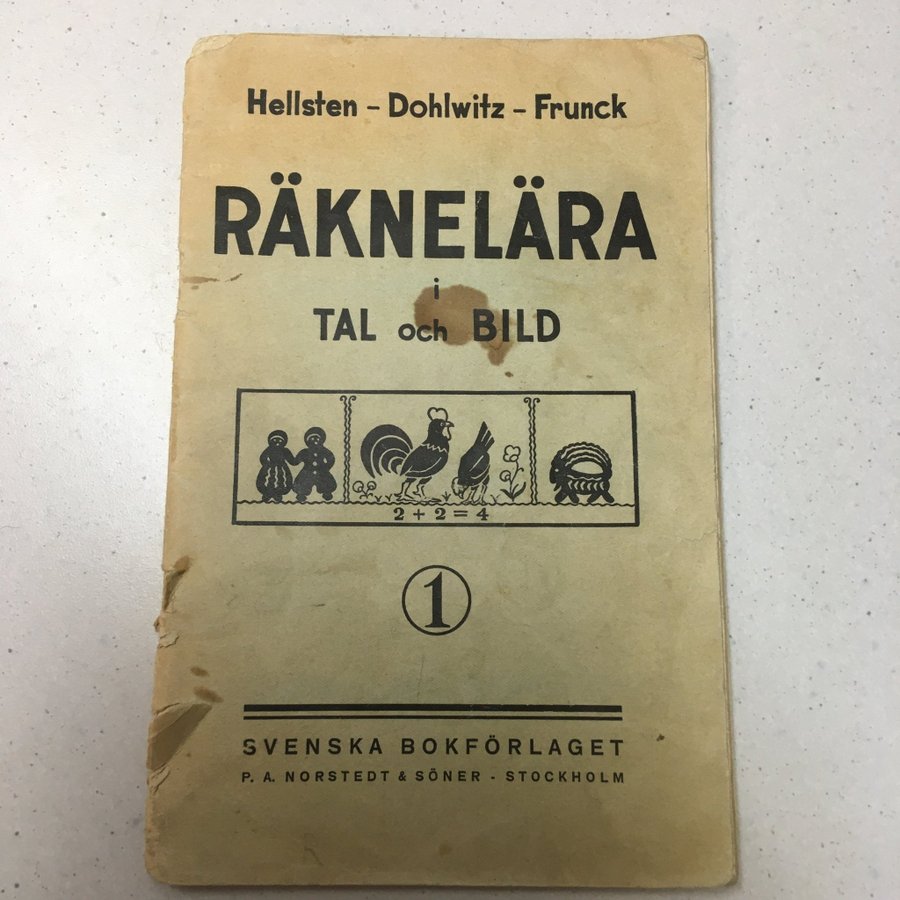 Hellsten - Dohlwitz - Frunck
RÄKNELÄRA
i
TAL och BILD
2 + 2 = 4
1
SVENSKA BOKFÖRLAGET
P. A. NORSTEDT & SÖNER - STOCKHOLM